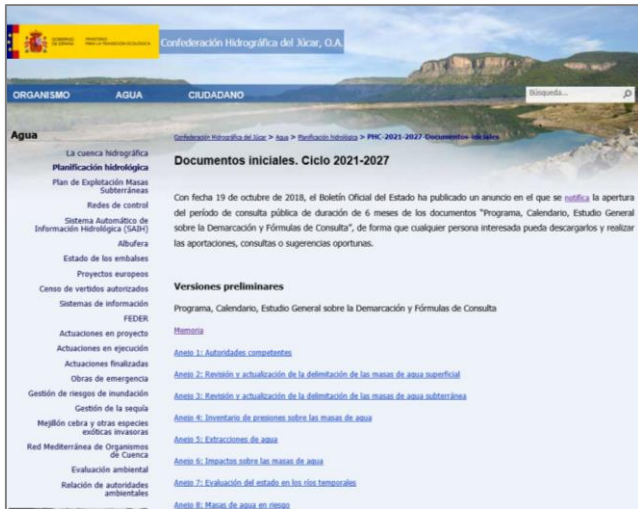 GOBIERNO DE ESPAÑA
MINISTERIO PARA LA TRANSICIÓN ECOLÓGICA
Confederación Hidrográfica del Júcar, O.A.
ORGANISMO AGUA CIUDADANO
Búsqueda...
Agua
La cuenca hidrográfica
Planificación hidrológica
Plan de Explotación Masas
Subterráneas
Redes de control
Sistema Automático de
Información Hidrológica (SAIH)
Albufera
Estado de los embalses
Proyectos europeos
Censo de vertidos autorizados
Sistemas de información
FEDER
Actuaciones en proyecto
Actuaciones en ejecución
Actuaciones finalizadas
Obras de emergencia
Gestión de riesgos de inundación
Gestión de la sequía
Mejillón cebra y otras especies
exóticas invasoras
Red Mediterránea de Organismos
de Cuenca
Evaluación ambiental
Relación de autoridades
ambientales
Confederación Hidrográfica del Júcar > Agua > Planificación hidrológica > PHC-2021-2027-Documentos-iniciales
Documentos iniciales. Ciclo 2021-2027
Con fecha 19 de octubre de 2018, el Boletín Oficial del Estado ha publicado un anuncio en el que se notifica la apertura
del período de consulta pública de duración de 6 meses de los documentos "Programa, Calendario, Estudio General
sobre la Demarcación y Fórmulas de Consulta", de forma que cualquier persona interesada pueda descargarlos y realizar
las aportaciones, consultas o sugerencias oportunas.
Versiones preliminares
Programa, Calendario, Estudio General sobre la Demarcación y Fórmulas de Consulta
Memoria
Anejo 1: Autoridades competentes
Anejo 2: Revisión y actualización de la delimitación de las masas de agua superficial
Anejo 3: Revisión y actualización de la delimitación de las masas de agua subterránea
Anejo 4: Inventario de presiones sobre las masas de agua
Anejo 5: Extracciones de agua
Anejo 6: Impactos sobre las masas de agua
Anejo 7: Evaluación del estado en los ríos temporales
Anejo 8: Masas de agua en riesgo